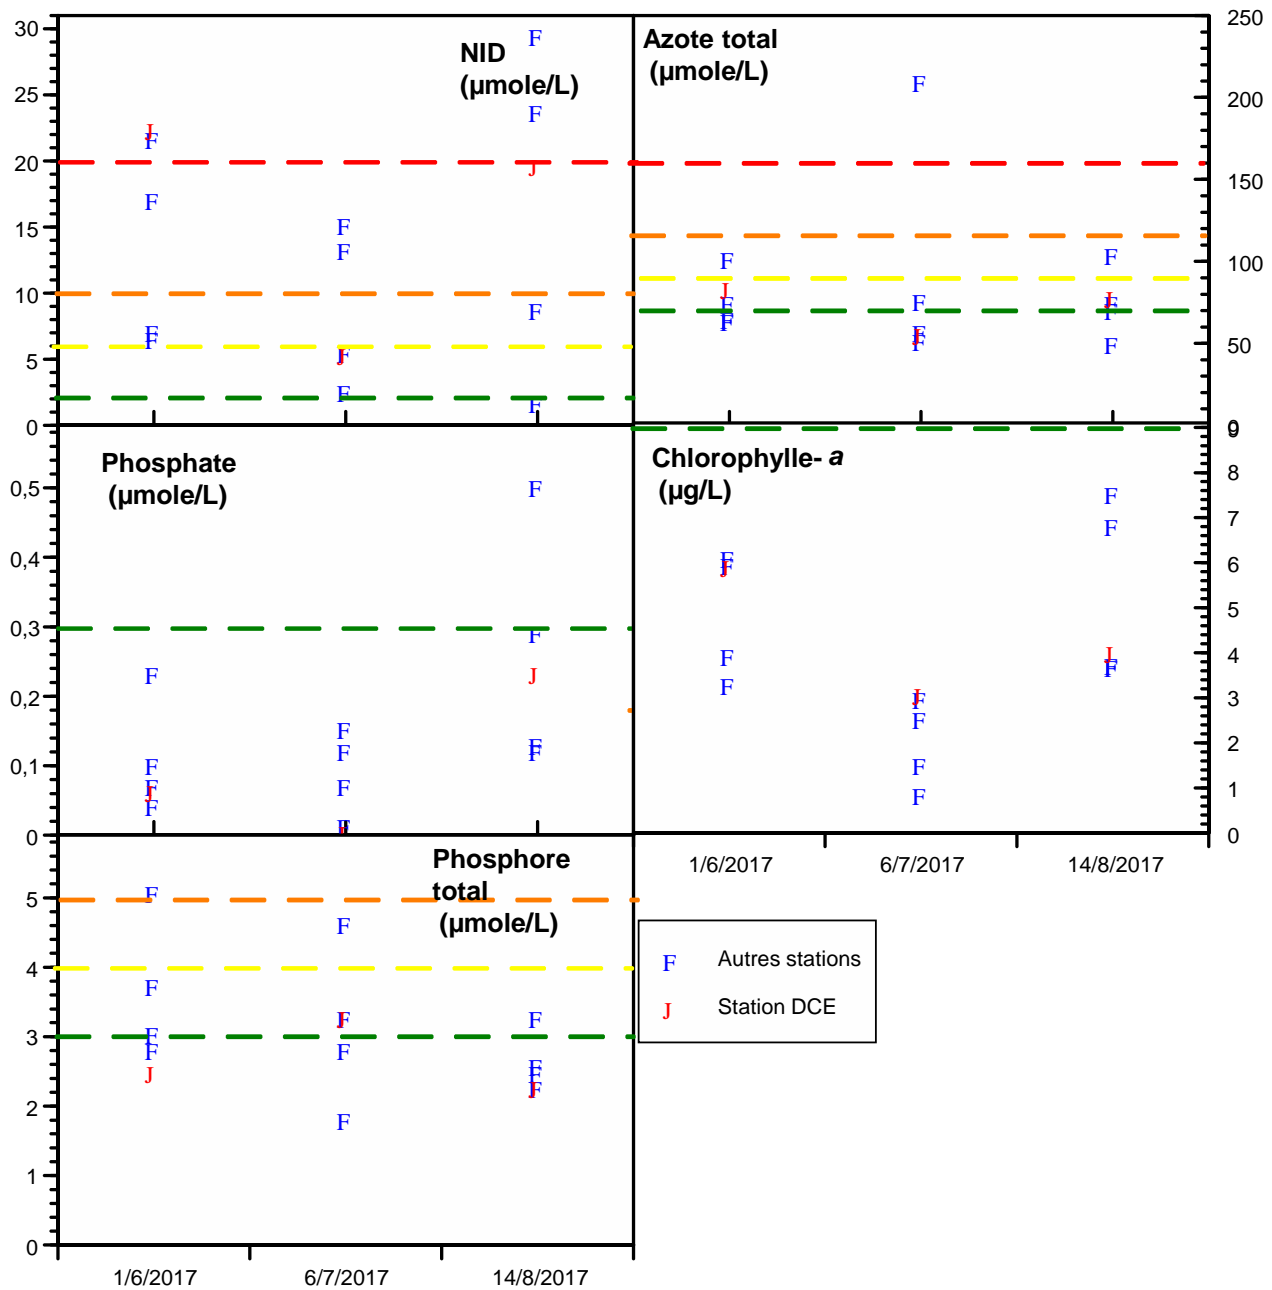 30
25
20
15
10
5
0
NID
(µmole/L)
F
F
J
J
F
F
F
F
F
F
F
F
J
F
F
Azote total
(µmole/L)
250
200
150
100
50
0
F
F
F
J
F
F
F
F
F
J
F
F
J
F
F
F
Phosphate
(µmole/L)
0,5
0,4
0,3
0,2
0,1
0
F
F
F
J
F
F
F
J
F
F
F
F
F
F
J
Chlorophylle- a
(µg/L)
9
8
7
6
5
4
3
2
1
0
F
F
F
F
J
F
F
J
F
J
F
F
F
F
F
1/6/2017
6/7/2017
14/8/2017
Phosphore
total
(µmole/L)
5
4
3
2
1
0
F
F
F
F
J
F
F
J
F
F
F
F
F
F
J
1/6/2017
6/7/2017
14/8/2017
F Autres stations
J Station DCE